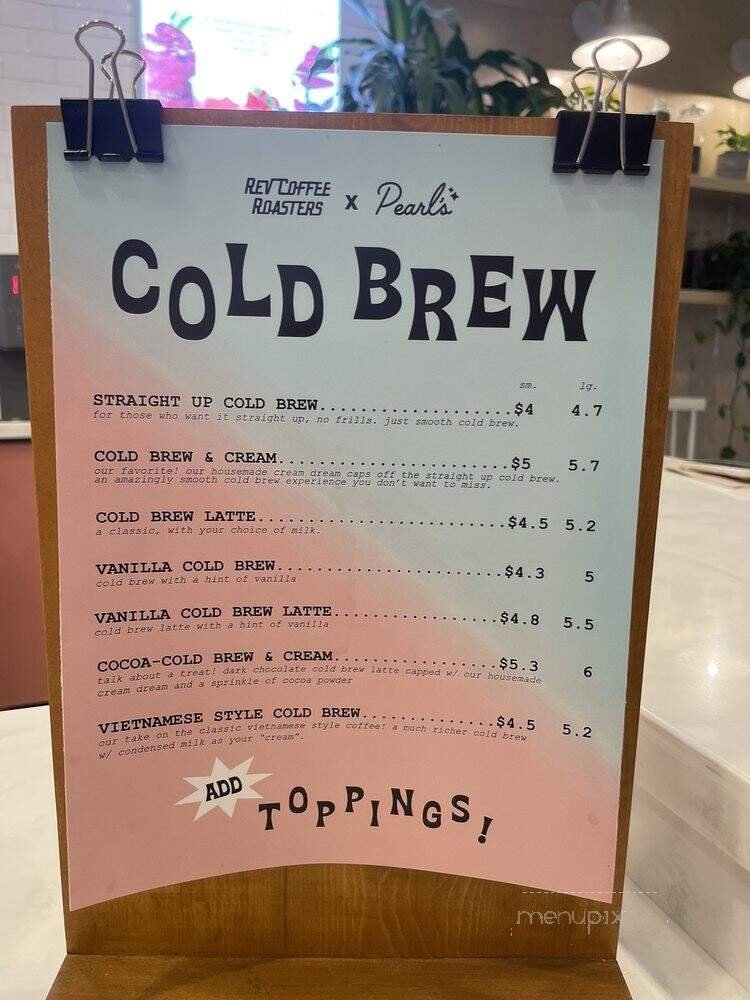 REV COFFEE
ROASTERS x Pearl's
COLD BREW
sm. lg.
STRAIGHT UP COLD BREW....................$4 4.7
for those who want it straight up, no frills. just smooth cold brew.
COLD BREW & CREAM........................$5 5.7
our favorite! our housemade cream dream caps off the straight up cold brew.
an amazingly smooth cold brew experience you don't want to miss.
COLD BREW LATTE..........................$4.5 5.2
a classic, with your choice of milk.
VANILLA COLD BREW.......................$4.3 5
cold brew with a hint of vanilla
VANILLA COLD BREW LATTE.................$4.8 5.5
cold brew latte with a hint of vanilla
COCOA-COLD BREW & CREAM.................$5.3 6
talk about a treat! dark chocolate cold brew latte capped w/ our housemade
cream dream and a sprinkle of cocoa powder
VIETNAMESE STYLE COLD BREW..............$4.5 5.2
our take on the classic vietnamese style coffee! a much richer cold brew
w/ condensed milk as your "cream".
ADD TOPPINGS!
menupix